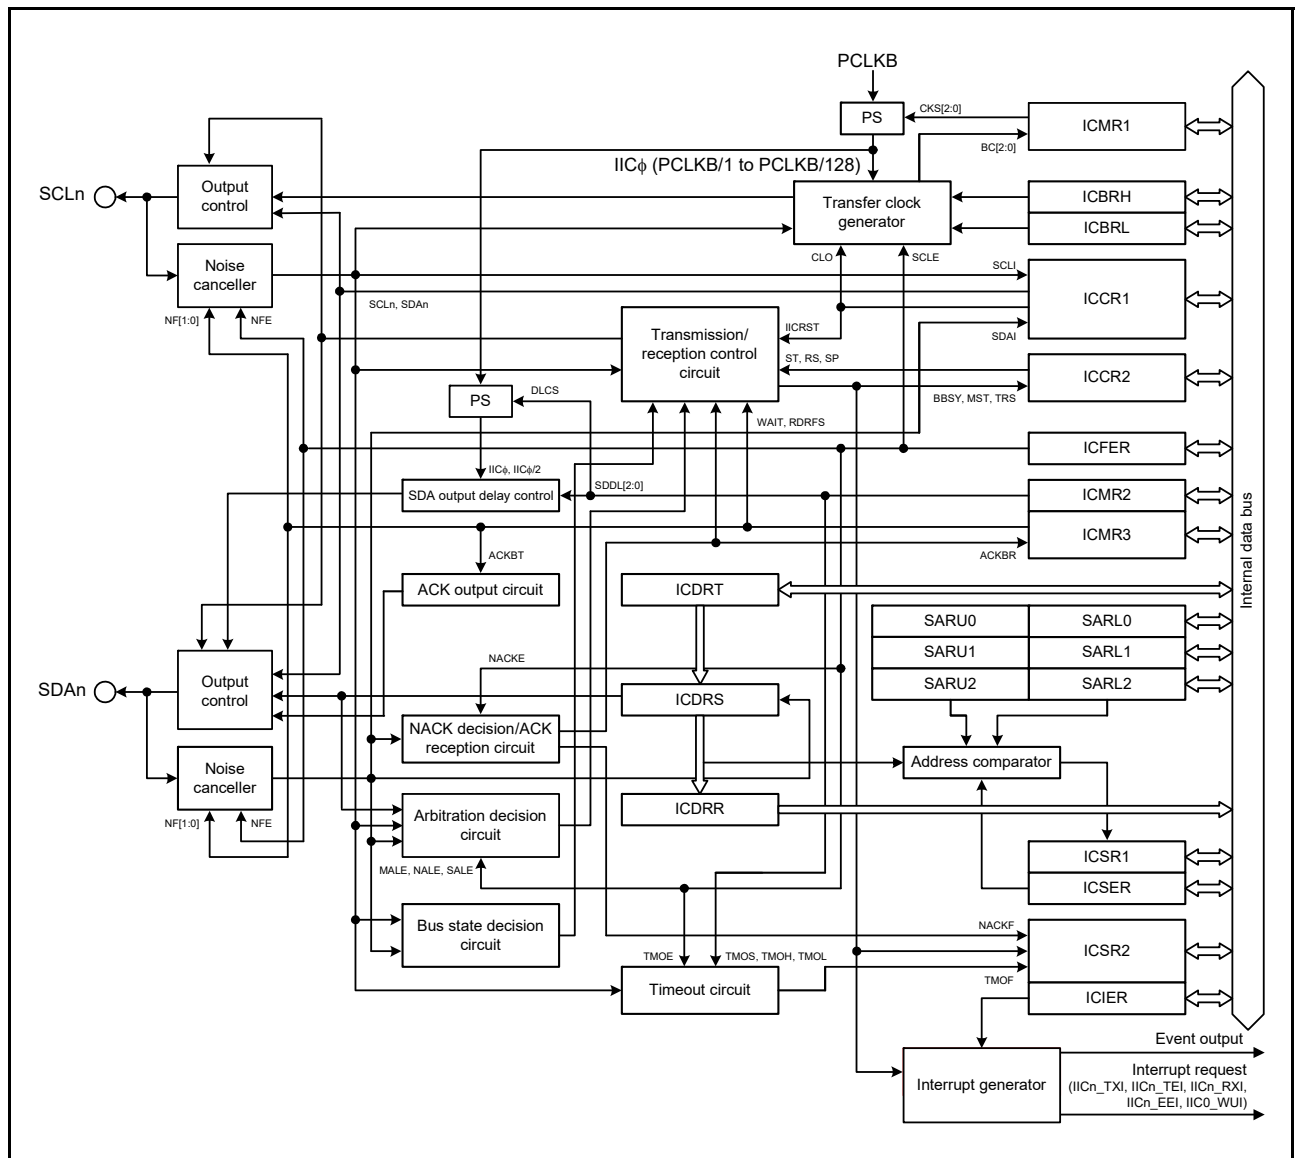 PCLKB
PS
CKS[2:0]
ICMR1
BC[2:0]
IICϕ (PCLKB/1 to PCLKB/128)
SCLn
Output
control
Transfer clock
generator
ICBRH
ICBRL
Noise
canceller
CLO
SCLE
SCLI
ICCR1
SCLn, SDAn
NF[1:0]
NFE
Transmission/
reception control
circuit
IICRST
SDAI
ST, RS, SP
ICCR2
BBSY, MST, TRS
PS
DLCS
WAIT, RDRFS
ICFER
IICϕ, IICϕ/2
SDA output delay control
SDDL[2:0]
ICMR2
ICMR3
ACKBT
ACKBR
Internal data bus
ACK output circuit
ICDRT
SARU0
SARL0
SARU1
SARL1
SARU2
SARL2
NACKE
SDAn
Output
control
ICDRS
NACK decision/ACK
reception circuit
Address comparator
Noise
canceller
ICDRR
NF[1:0]
NFE
Arbitration decision
circuit
MALE, NALE, SALE
ICSR1
ICSER
Bus state decision
circuit
NACKF
ICSR2
TMOE
TMOS, TMOH, TMOL
Timeout circuit
TMOF
ICIER
Event output
Interrupt generator
Interrupt request
(IICn_TXI, IICn_TEI, IICn_RXI,
IICn_EEI, IIC0_WUI)